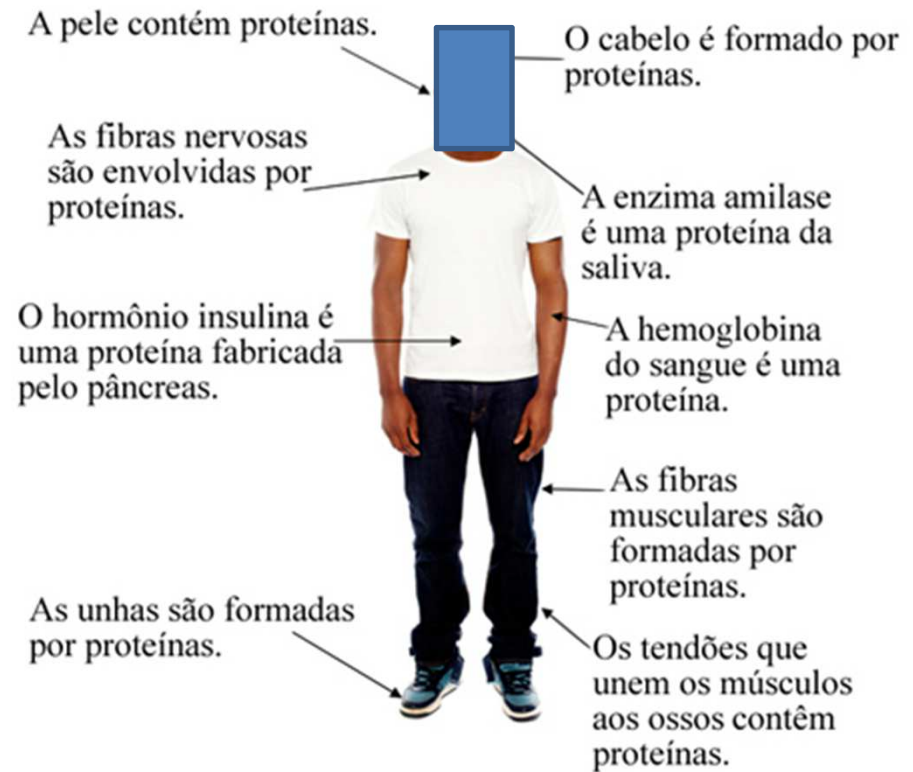 A pele contém proteínas.
O cabelo é formado por
proteínas.
As fibras nervosas
são envolvidas por
proteínas.
A enzima amilase
é uma proteína da
saliva.
O hormônio insulina é
uma proteína fabricada
pelo pâncreas.
A hemoglobina
do sangue é uma
proteína.
As fibras
musculares são
formadas por
proteínas.
As unhas são formadas
por proteínas.
Os tendões que
unem os músculos
aos ossos contêm
proteínas.